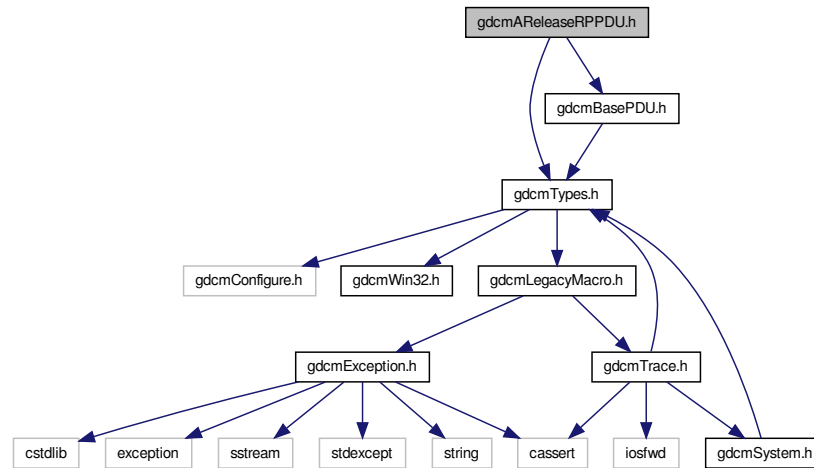 gdcmAReleaseRPPDU.h
gdcmBasePDU.h
gdcmTypes.h
gdcmConfigure.h
gdcmWin32.h
gdcmLegacyMacro.h
gdcmException.h
gdcmTrace.h
cstdlib
exception
sstream
stdexcept
string
cassert
iosfwd
gdcmSystem.h